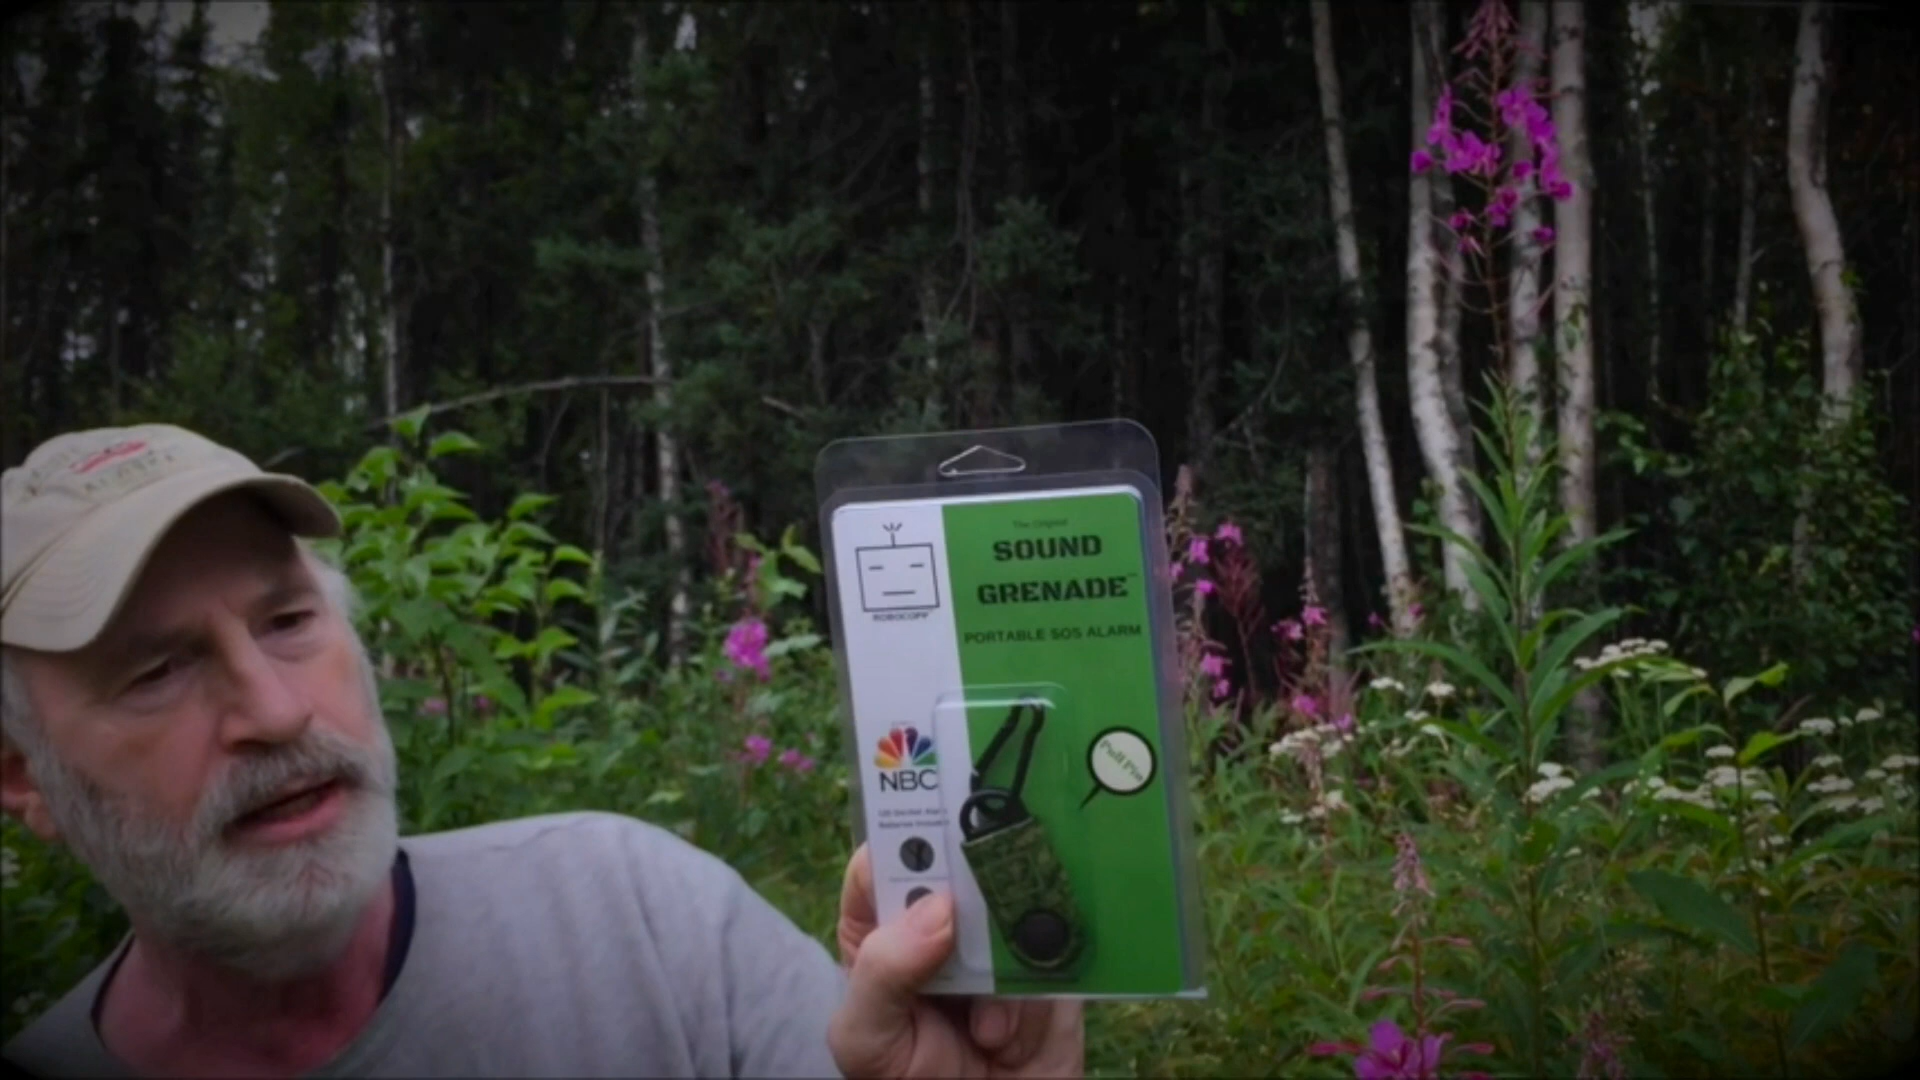 The Original
SOUND
GRENADE™
PORTABLE SOS ALARM
ROBOCOPP
NBC
Pull Pin